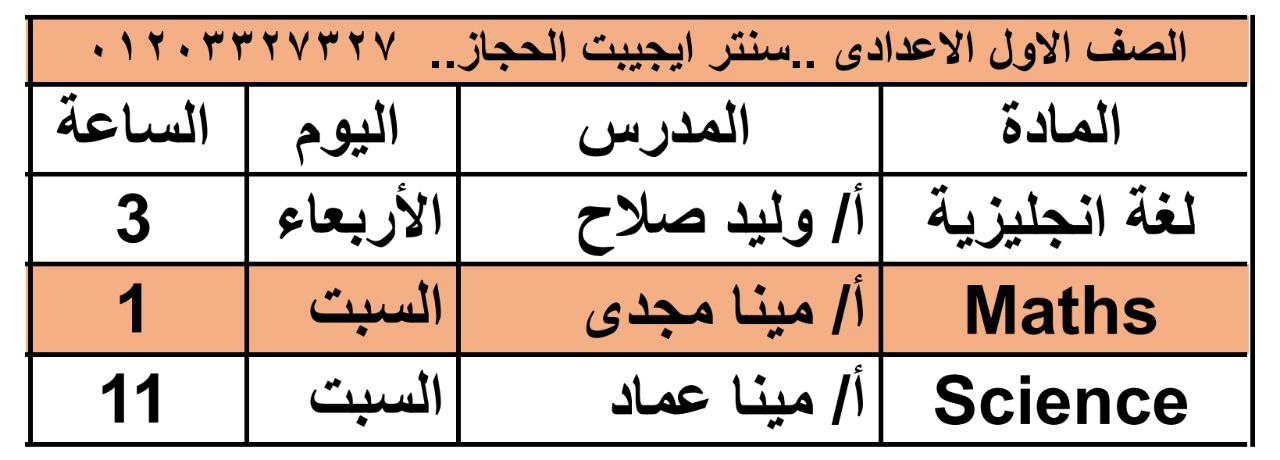 الصف الاول الاعدادى ..سنتر ايجيبت الحجاز.. ٠١٢٠٣٣٢٧٣٢٧
المادة المدرس اليوم الساعة
لغة انجليزية أ/ وليد صلاح الأربعاء 3
Maths أ/ مينا مجدى السبت 1
Science أ/ مينا عماد السبت 11